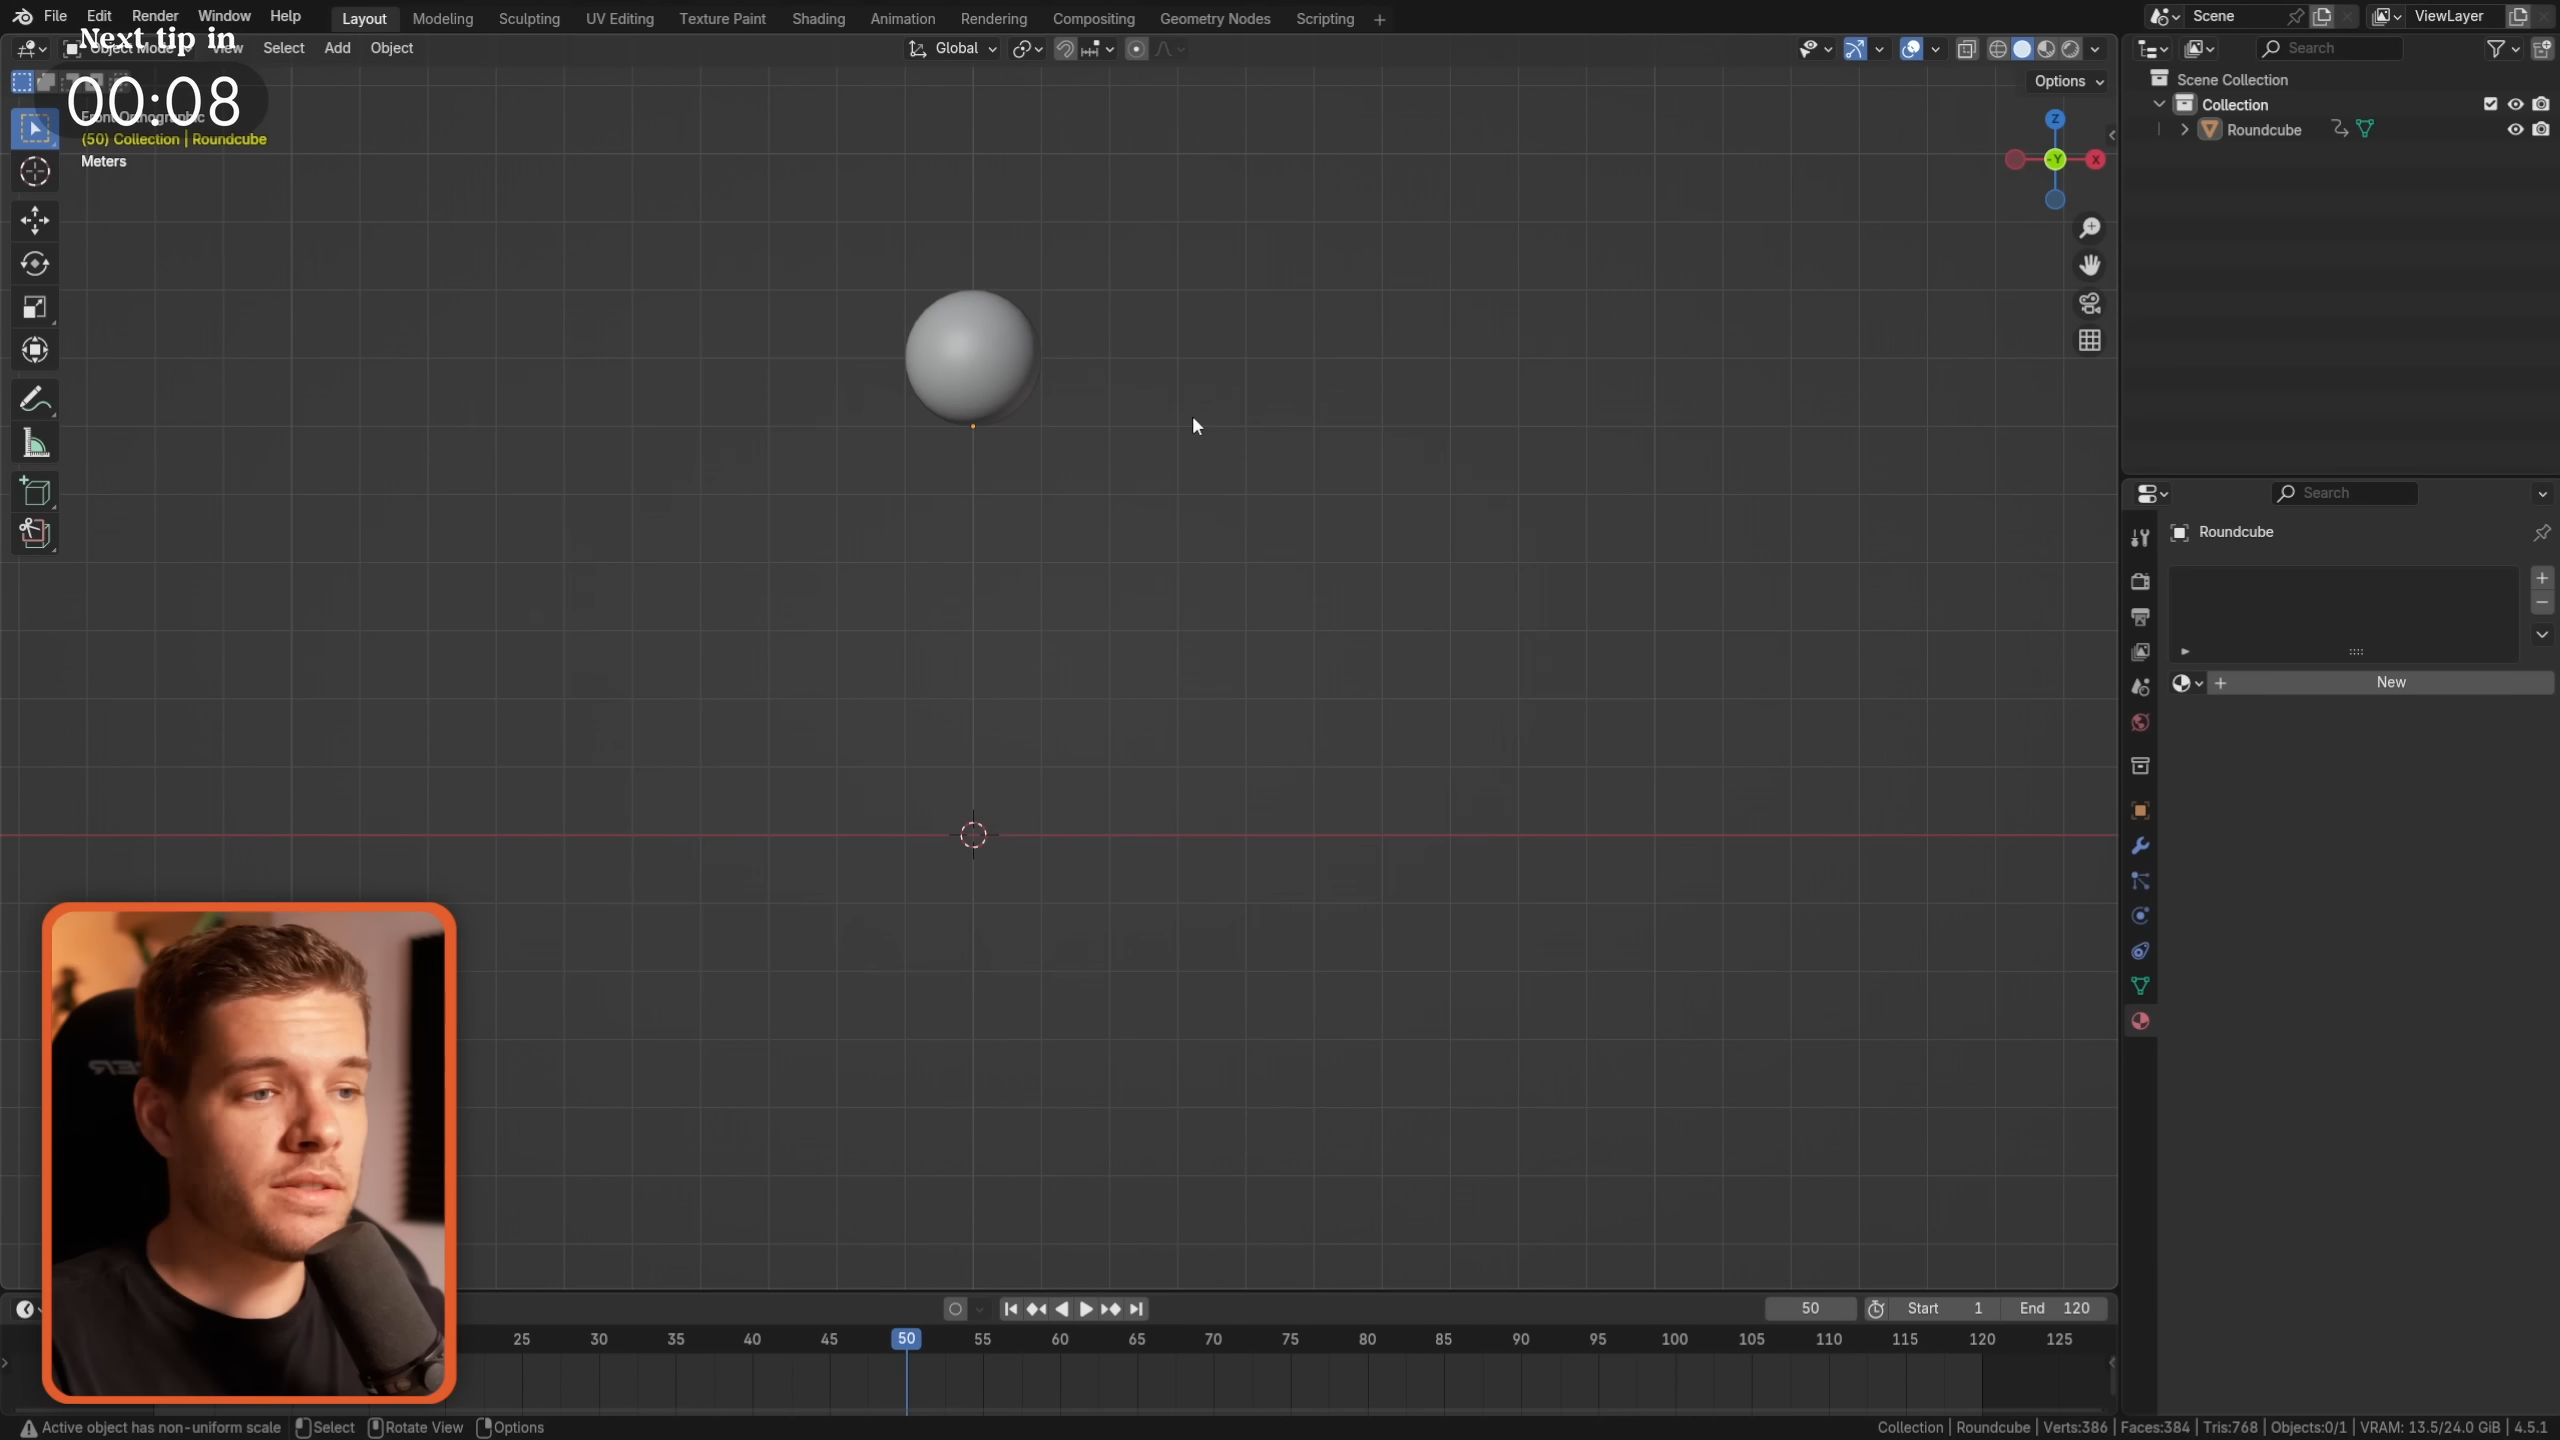 File Edit Render Window Help Layout Modeling Sculpting UV Editing Texture Paint Shading Animation Rendering Compositing Geometry Nodes Scripting + Scene ViewLayer
Next tip in
Object Mode View Select Add Object Global Search
00:08
Options
Front Orthographic
(50) Collection | Roundcube
Meters
Scene Collection
Collection
Roundcube
Z
-Y X
Search
Roundcube
New
50 Start 1 End 120
25 30 35 40 45 50 55 60 65 70 75 80 85 90 95 100 105 110 115 120 125
Active object has non-uniform scale Select Rotate View Options Collection | Roundcube | Verts:386 | Faces:384 | Tris:768 | Objects:0/1 | VRAM: 13.5/24.0 GiB | 4.5.1